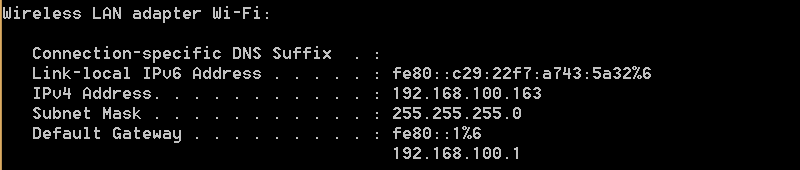 Wireless LAN adapter Wi-Fi:
Connection-specific DNS Suffix  . :
Link-local IPv6 Address . . . . . : fe80::c29:22f7:a743:5a32%6
IPv4 Address. . . . . . . . . . . : 192.168.100.163
Subnet Mask . . . . . . . . . . . : 255.255.255.0
Default Gateway . . . . . . . . . : fe80::1%6
192.168.100.1